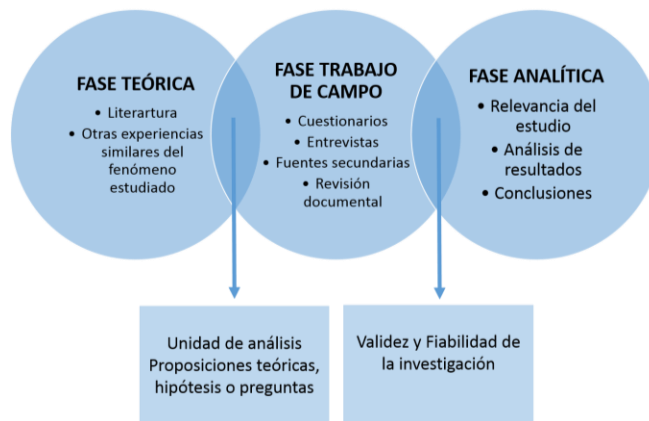 FASE TEÓRICA
• Literartura
• Otras experiencias
similares del
fenómeno
estudiado
FASE TRABAJO
DE CAMPO
• Cuestionarios
• Entrevistas
• Fuentes secundarias
• Revisión
documental
FASE ANALÍTICA
• Relevancia del
estudio
• Análisis de
resultados
• Conclusiones
Unidad de análisis
Proposiciones teóricas,
hipótesis o preguntas
Validez y Fiabilidad de
la investigación